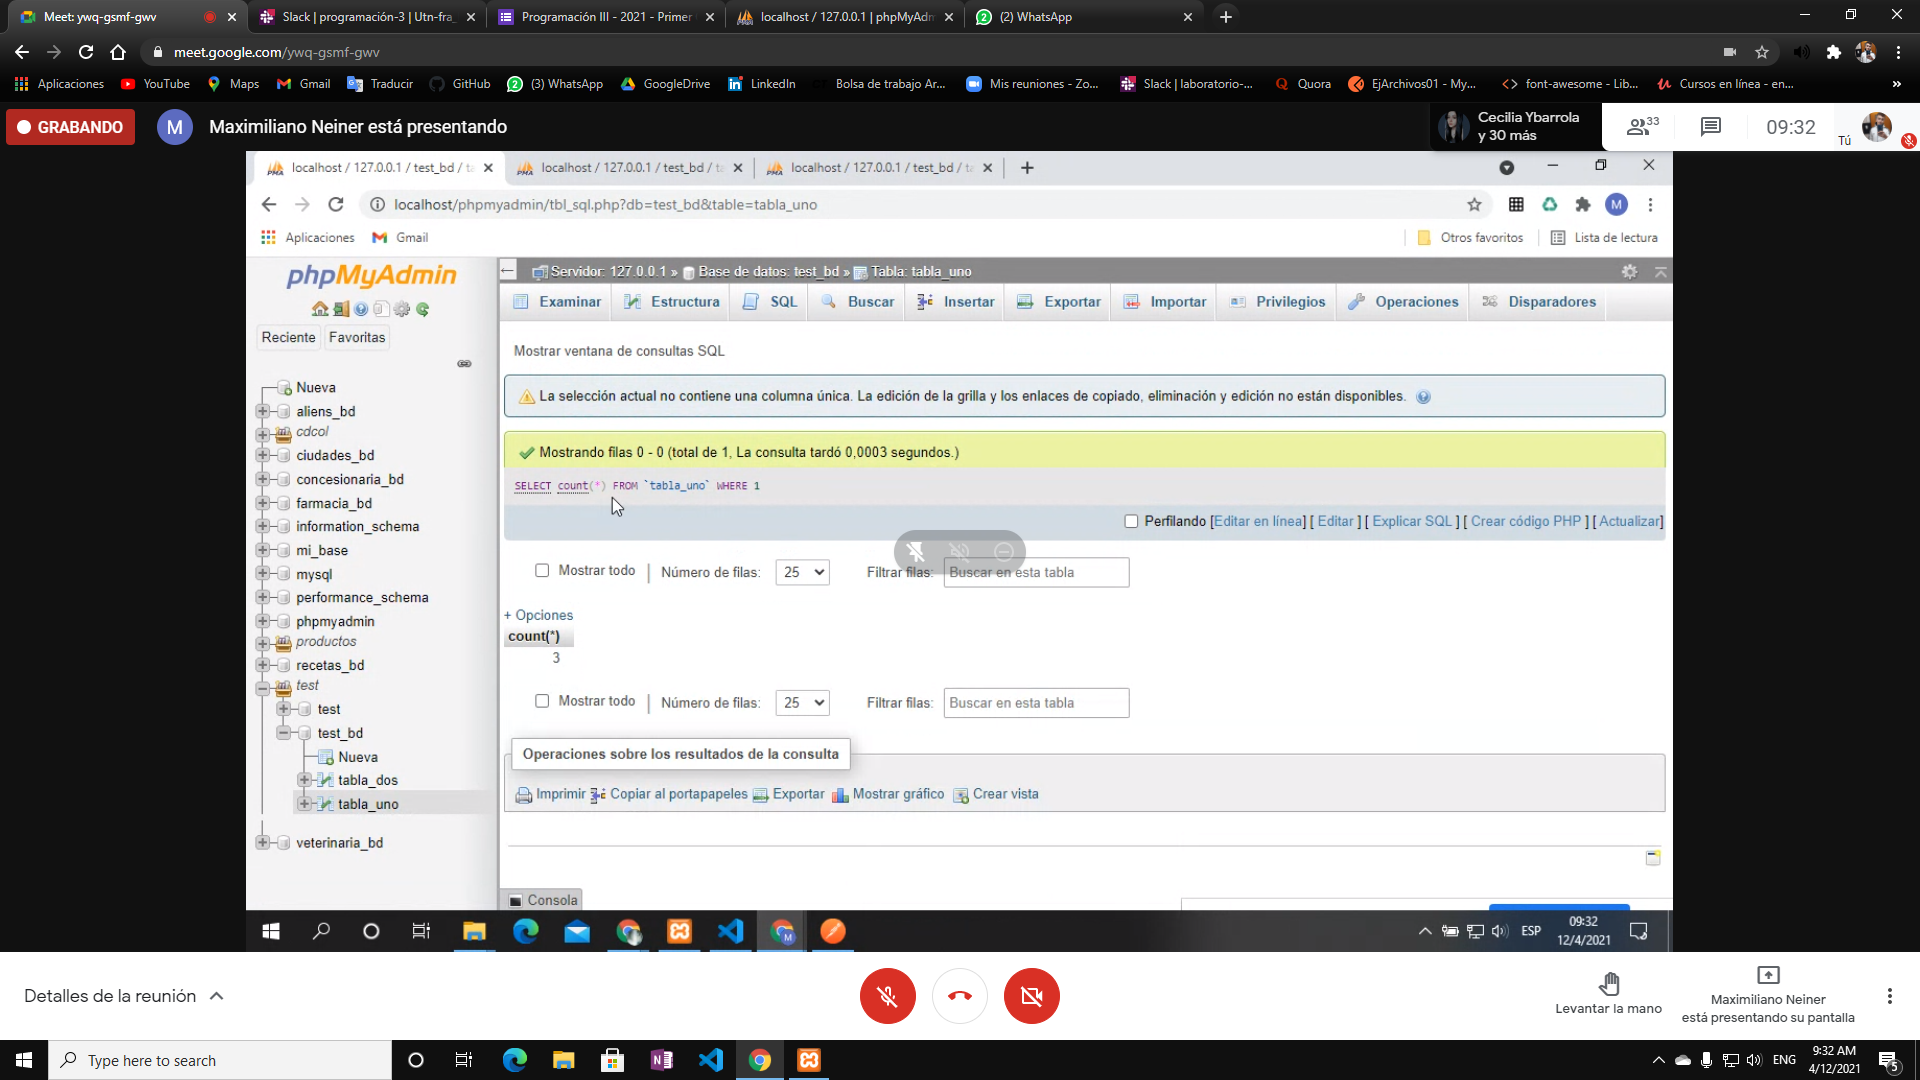 Meet: ywq-gsmf-gwv
Slack | programación-3 | Utn-fra_
Programación III - 2021 - Primer
localhost / 127.0.0.1 | phpMyAdm
(2) WhatsApp
meet.google.com/ywq-gsmf-gwv
Aplicaciones
YouTube
Maps
Gmail
Traducir
GitHub
(3) WhatsApp
GoogleDrive
LinkedIn
Bolsa de trabajo Ar...
Mis reuniones - Zo...
Slack | laboratorio-...
Quora
EjArchivos01 - My...
font-awesome - Lib...
Cursos en línea - en...
GRABANDO
M
Maximiliano Neiner está presentando
Cecilia Ybarrola
y 30 más
33
09:32
Tú
localhost / 127.0.0.1 / test_bd / ta
localhost / 127.0.0.1 / test_bd / ta
localhost / 127.0.0.1 / test_bd / ta
localhost/phpmyadmin/tbl_sql.php?db=test_bd&table=tabla_uno
M
Aplicaciones
Gmail
Otros favoritos
Lista de lectura
phpMyAdmin
Reciente
Favoritas
Nueva
aliens_bd
cdcol
ciudades_bd
concesionaria_bd
farmacia_bd
information_schema
mi_base
mysql
performance_schema
phpmyadmin
productos
recetas_bd
test
test
test_bd
Nueva
tabla_dos
tabla_uno
veterinaria_bd
Servidor: 127.0.0.1 » Base de datos: test_bd » Tabla: tabla_uno
Examinar
Estructura
SQL
Buscar
Insertar
Exportar
Importar
Privilegios
Operaciones
Disparadores
Mostrar ventana de consultas SQL
La selección actual no contiene una columna única. La edición de la grilla y los enlaces de copiado, eliminación y edición no están disponibles.
Mostrando filas 0 - 0 (total de 1, La consulta tardó 0,0003 segundos.)
SELECT count(*) FROM `tabla_uno` WHERE 1
Perfilando [Editar en línea] [ Editar ] [ Explicar SQL ] [ Crear código PHP ] [ Actualizar]
Mostrar todo | Número de filas: 25 Filtrar filas: Buscar en esta tabla
+ Opciones
count(*)
3
Mostrar todo | Número de filas: 25 Filtrar filas: Buscar en esta tabla
Operaciones sobre los resultados de la consulta
Imprimir
Copiar al portapapeles
Exportar
Mostrar gráfico
Crear vista
Consola
ESP
09:32
12/4/2021
Detalles de la reunión
Levantar la mano
Maximiliano Neiner
está presentando su pantalla
Type here to search
ENG
9:32 AM
4/12/2021
5